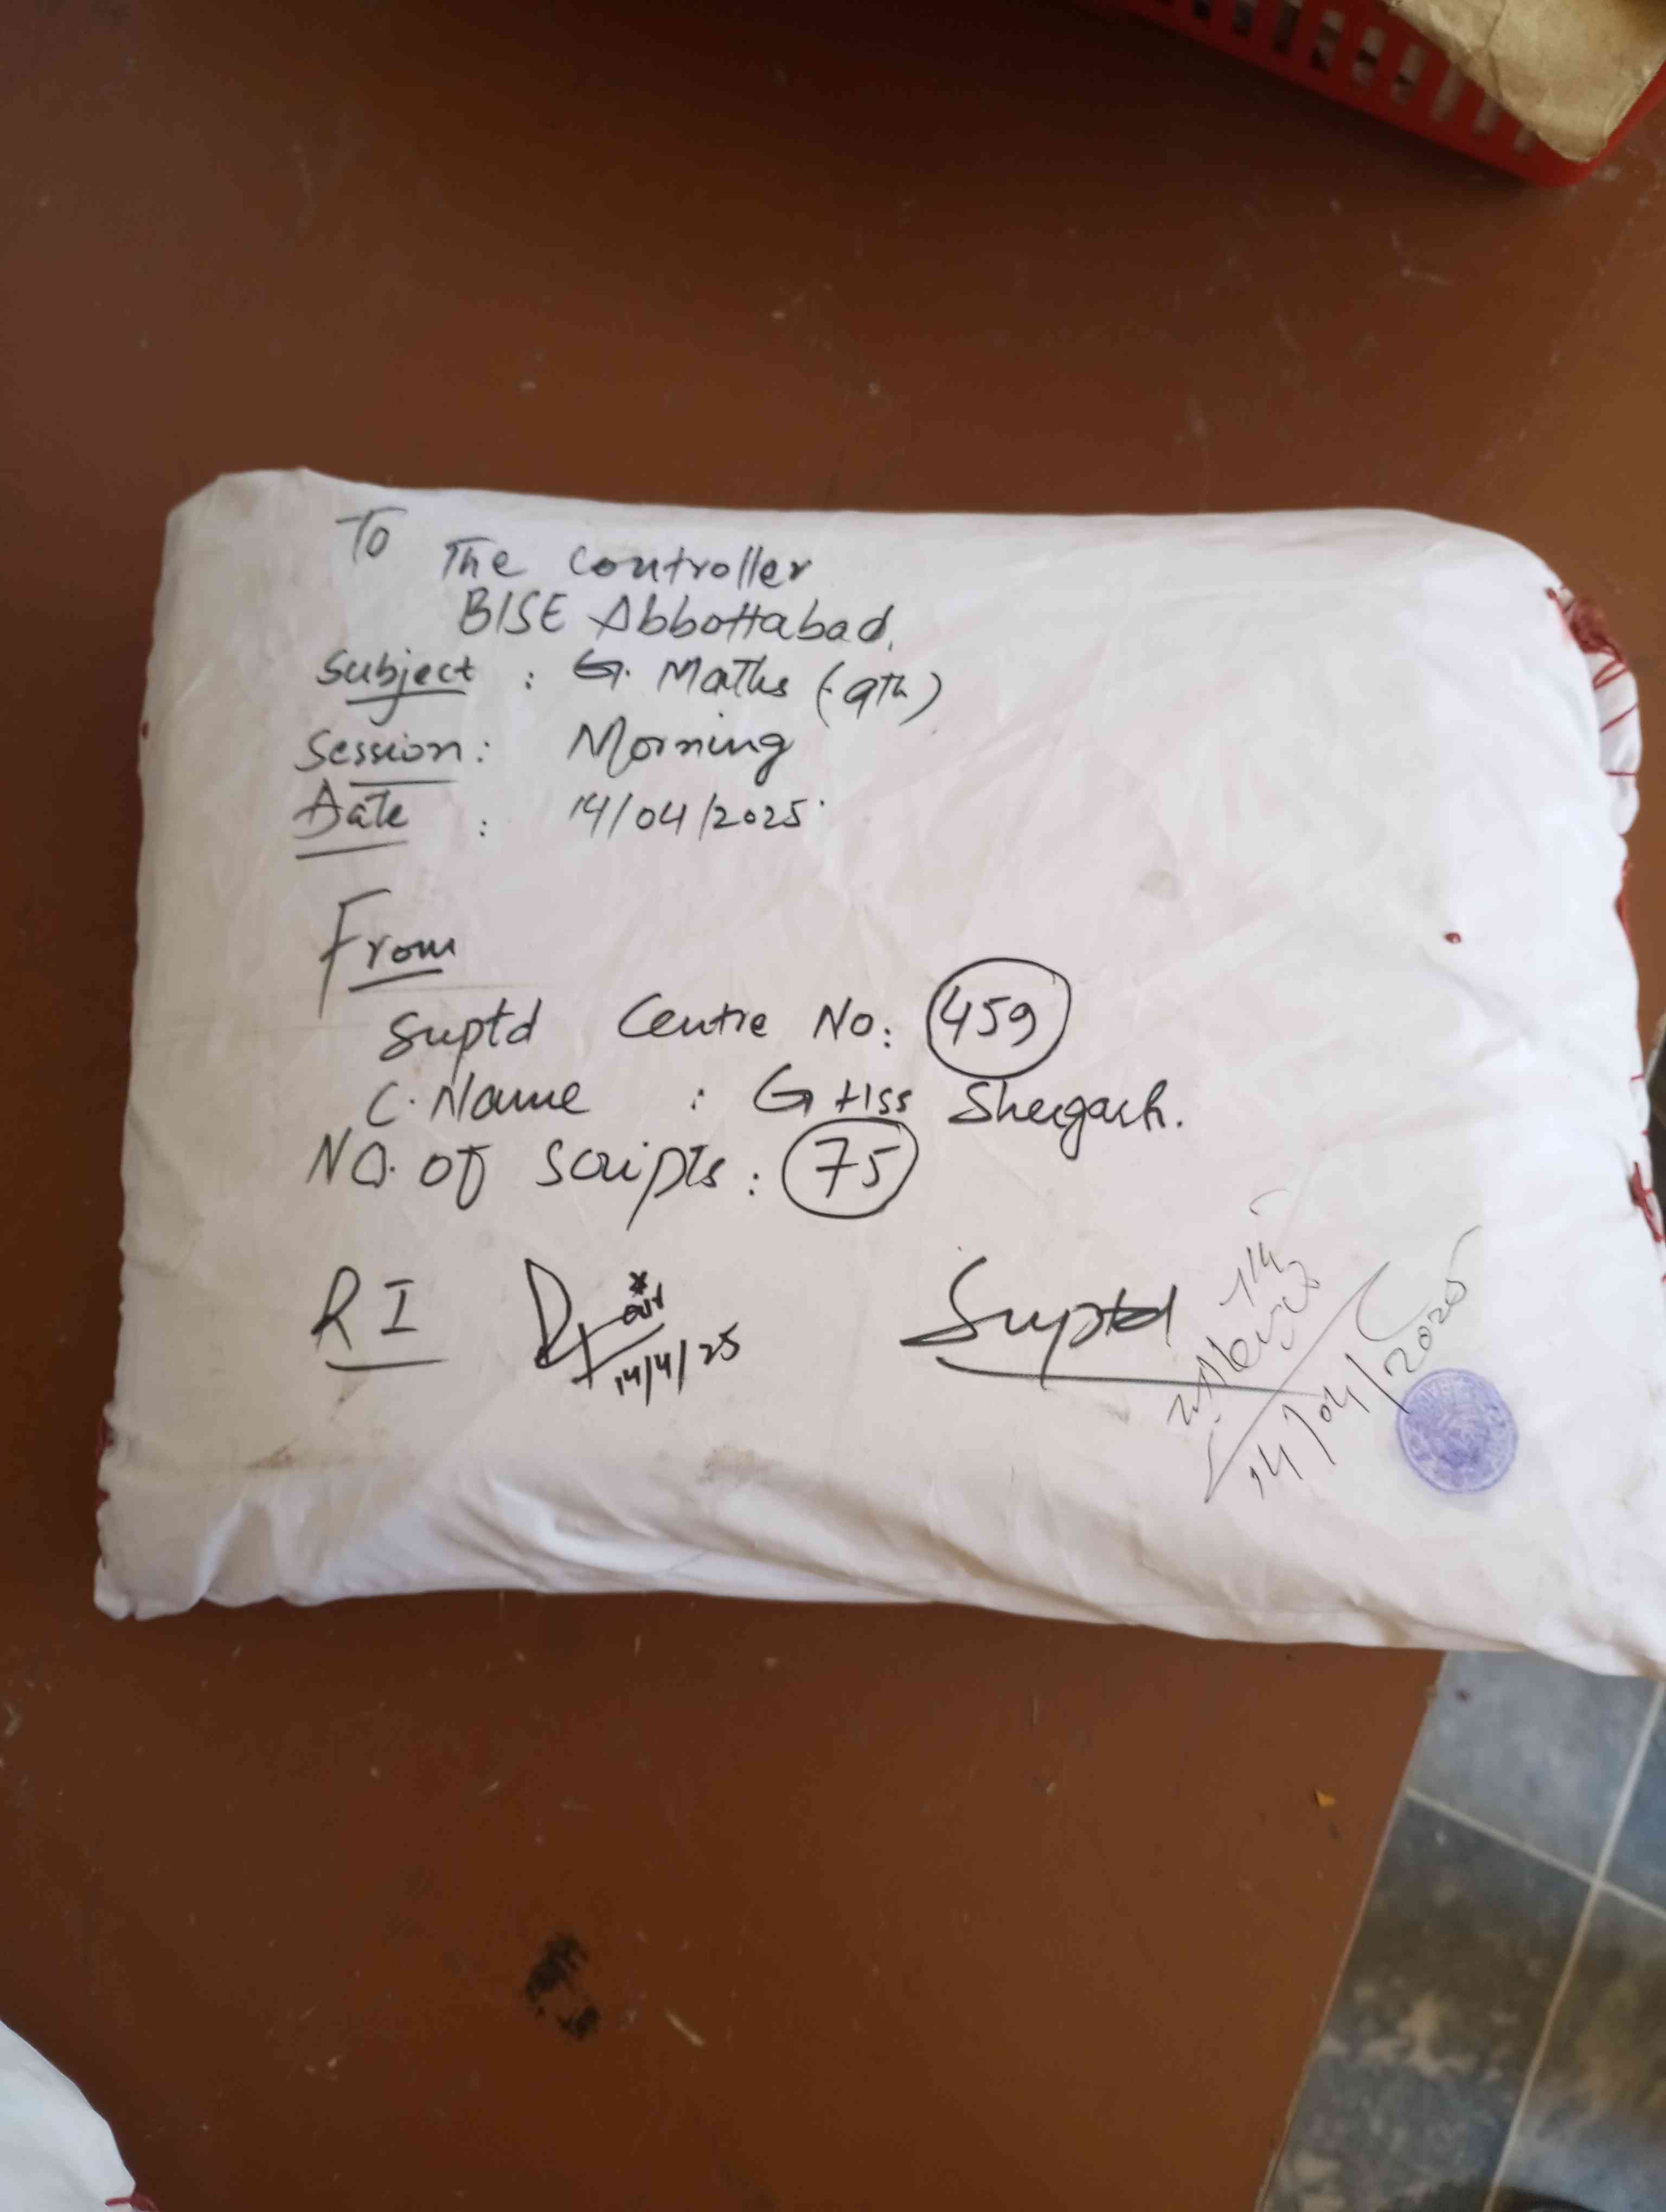 To
The Controller
BISE Abbottabad.
Subject : G. Maths (9th)
Session : Morning
Date : 14/04/2025
From
Suptd Centre No: 459
C. Name : GHSS Shergarh.
No. of Scripts : 75
RI
14/4/25
Suptd
14/04/2025